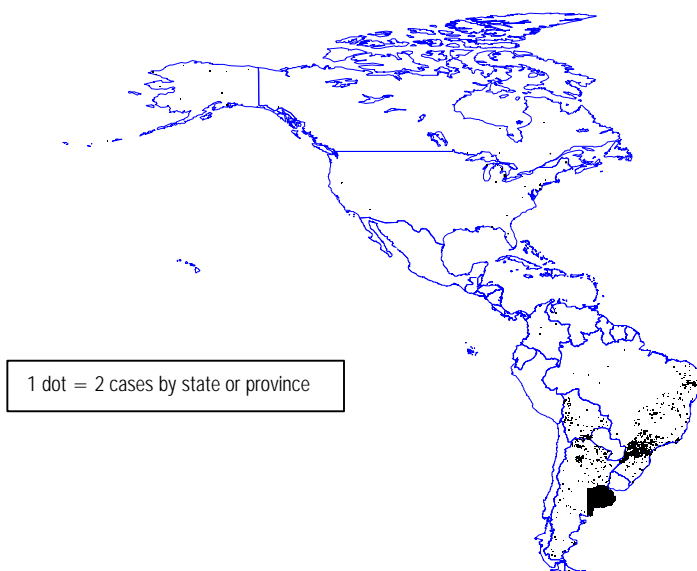 1 dot = 2 cases by state or province